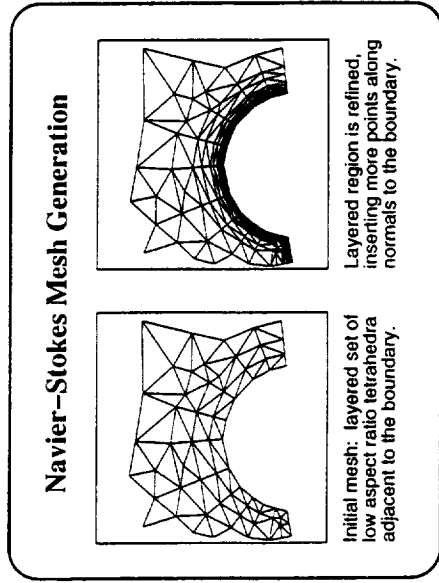 Navier–Stokes Mesh Generation
Initial mesh: layered set of
low aspect ratio tetrahedra
adjacent to the boundary.
Layered region is refined,
inserting more points along
normals to the boundary.